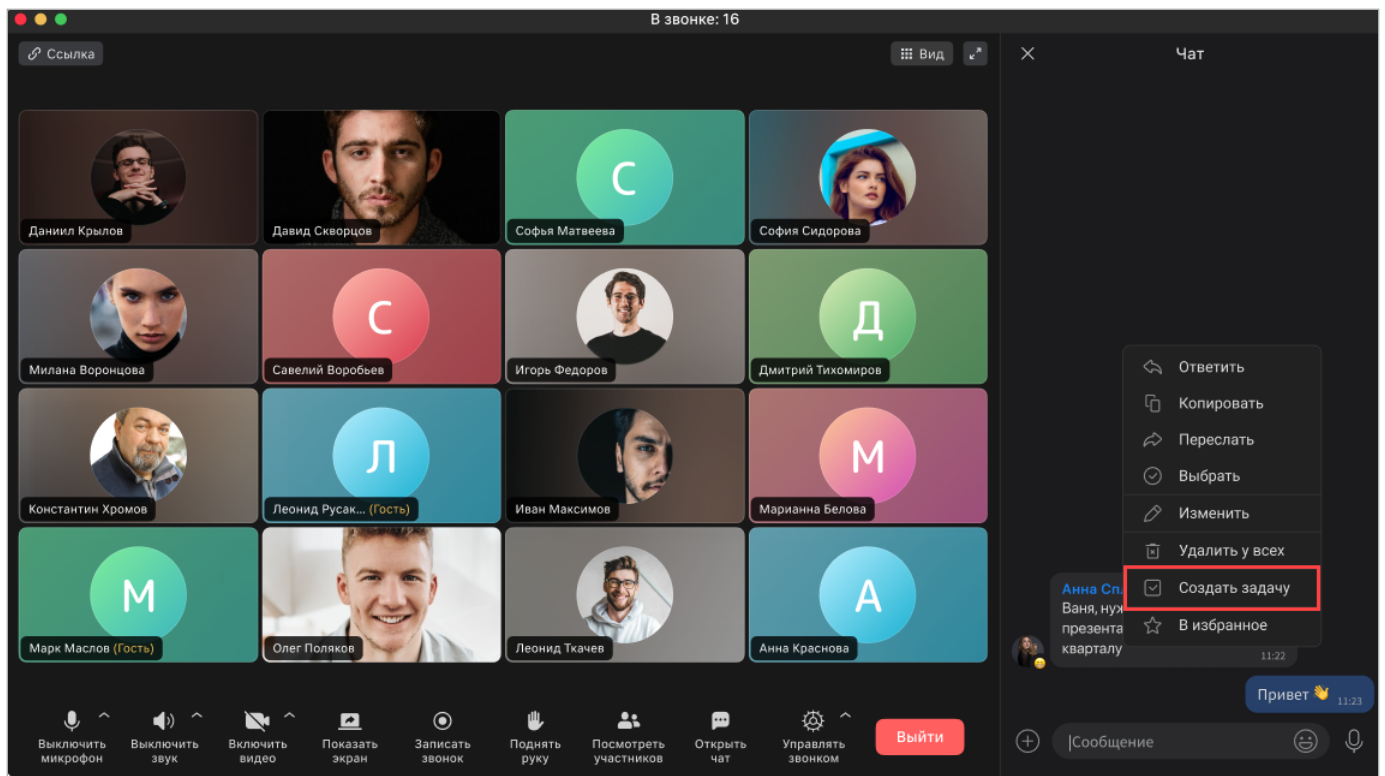 В звонке: 16
Ссылка
Вид
Чат
Даниил Крылов
Давид Скворцов
С
Софья Матвеева
София Сидорова
Милана Воронцова
С
Савелий Воробьев
Игорь Федоров
Д
Дмитрий Тихомиров
Константин Хромов
Л
Леонид Русак... (Гость)
Иван Максимов
М
Марианна Белова
М
Марк Маслов (Гость)
Олег Поляков
Леонид Ткачев
А
Анна Краснова
Ответить
Копировать
Переслать
Выбрать
Изменить
Удалить у всех
Создать задачу
В избранное
Анна Сп
Ваня, нуж
презента
кварталу
11:22
Привет 👋 11:23
Сообщение
Выключить
микрофон
Выключить
звук
Включить
видео
Показать
экран
Записать
звонок
Поднять
руку
Посмотреть
участников
Открыть
чат
Управлять
звонком
Выйти